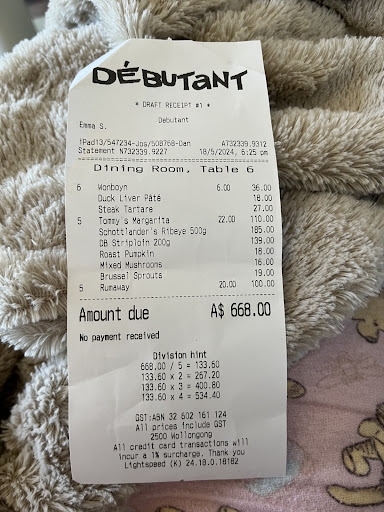 DÉBUTANT
* DRAFT RECEIPT #1 *
Debutant
Emma S.
iPad13/547234-Jos/508768-Dan A732339.9312
Statement N732339.9227 18/5/2024, 6:25 pm
Dining Room, Table 6
6 Wonboyn 6.00 36.00
Duck Liver Pâté 18.00
Steak Tartare 27.00
5 Tommy's Margarita 22.00 110.00
Schottlander's Ribeye 500g 185.00
DB Striploin 200g 139.00
Roast Pumpkin 18.00
Mixed Mushrooms 16.00
Brussel Sprouts 19.00
5 Runaway 20.00 100.00
Amount due A$ 668.00
No payment received
Division hint
668.00 / 5 = 133.60
133.60 x 2 = 267.20
133.60 x 3 = 400.80
133.60 x 4 = 534.40
GST:ABN 32 602 161 124
All prices include GST
2500 Wollongong
All credit card transactions will
incur a 1% surcharge. Thank you
Lightspeed (K) 24.18.0.18182